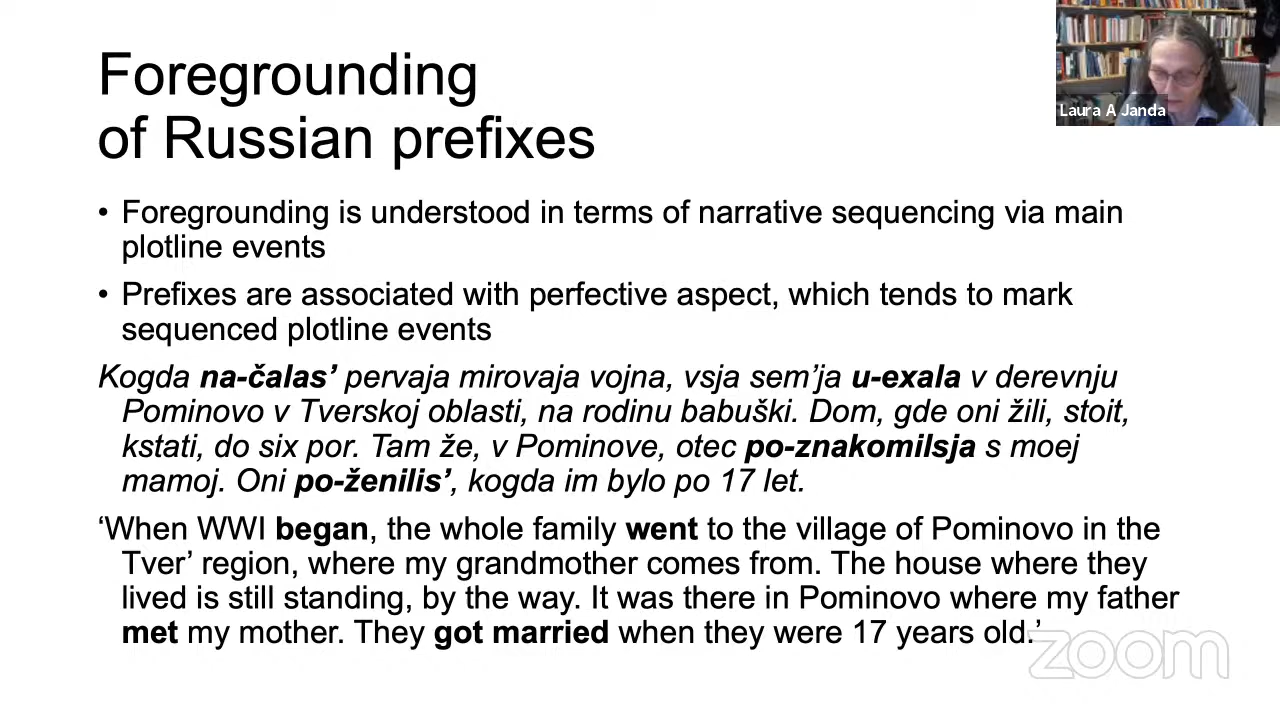 Foregrounding
of Russian prefixes
Laura A Janda
• Foregrounding is understood in terms of narrative sequencing via main
plotline events
• Prefixes are associated with perfective aspect, which tends to mark
sequenced plotline events
Kogda na-čalas’ pervaja mirovaja vojna, vsja sem’ja u-exala v derevnju
Pominovo v Tverskoj oblasti, na rodinu babuški. Dom, gde oni žili, stoit,
kstati, do six por. Tam že, v Pominove, otec po-znakomilsja s moej
mamoj. Oni po-ženilis’, kogda im bylo po 17 let.
‘When WWI began, the whole family went to the village of Pominovo in the
Tver’ region, where my grandmother comes from. The house where they
lived is still standing, by the way. It was there in Pominovo where my father
met my mother. They got married when they were 17 years old.’
zoom